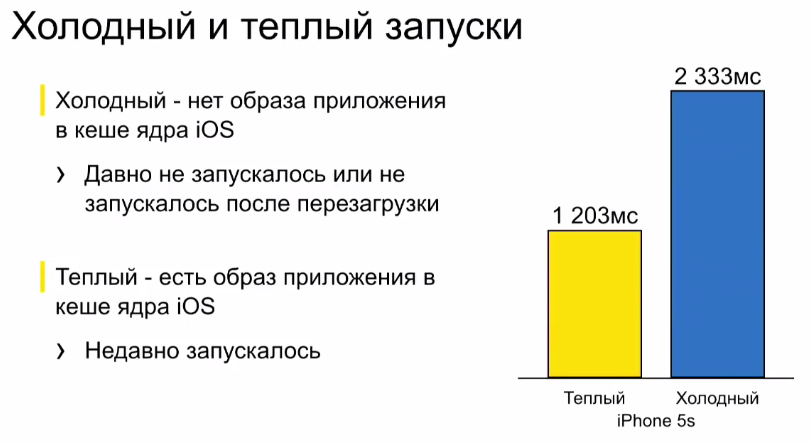 Холодный и теплый запуски
Холодный - нет образа приложения
в кеше ядра iOS
› Давно не запускалось или не
запускалось после перезагрузки
Теплый - есть образ приложения в
кеше ядра iOS
› Недавно запускалось
2 333мс
1 203мс
Теплый Холодный
iPhone 5s